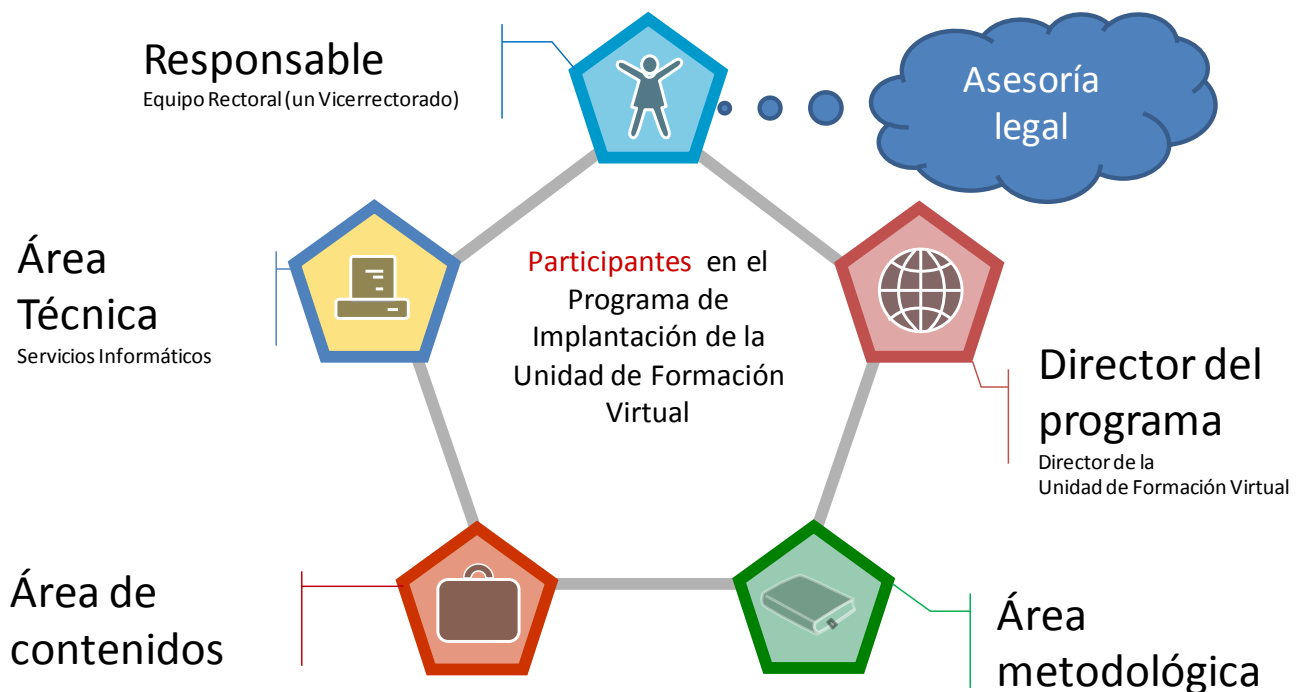 Responsable
Equipo Rectoral (un Vicerrectorado)
Asesoría
legal
Área
Técnica
Servicios Informáticos
Participantes en el
Programa de
Implantación de la
Unidad de Formación
Virtual
Director del
programa
Director de la
Unidad de Formación Virtual
Área de
contenidos
Área
metodológica